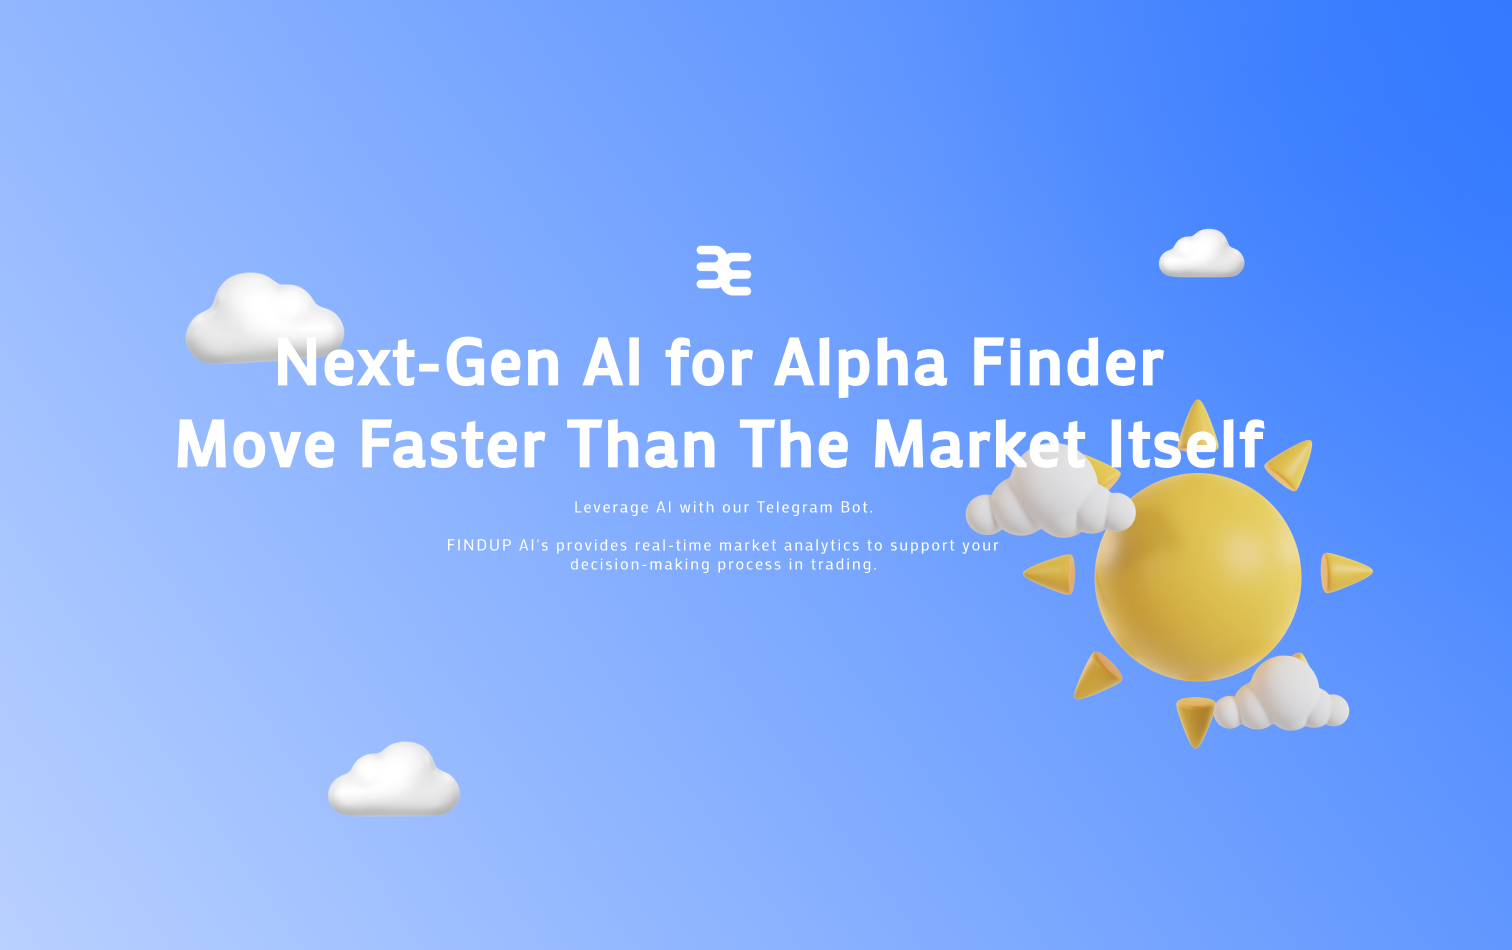 Next-Gen AI for Alpha Finder
Move Faster Than The Market Itself
Leverage AI with our Telegram Bot.
FINDUP AI's provides real-time market analytics to support your
decision-making process in trading.